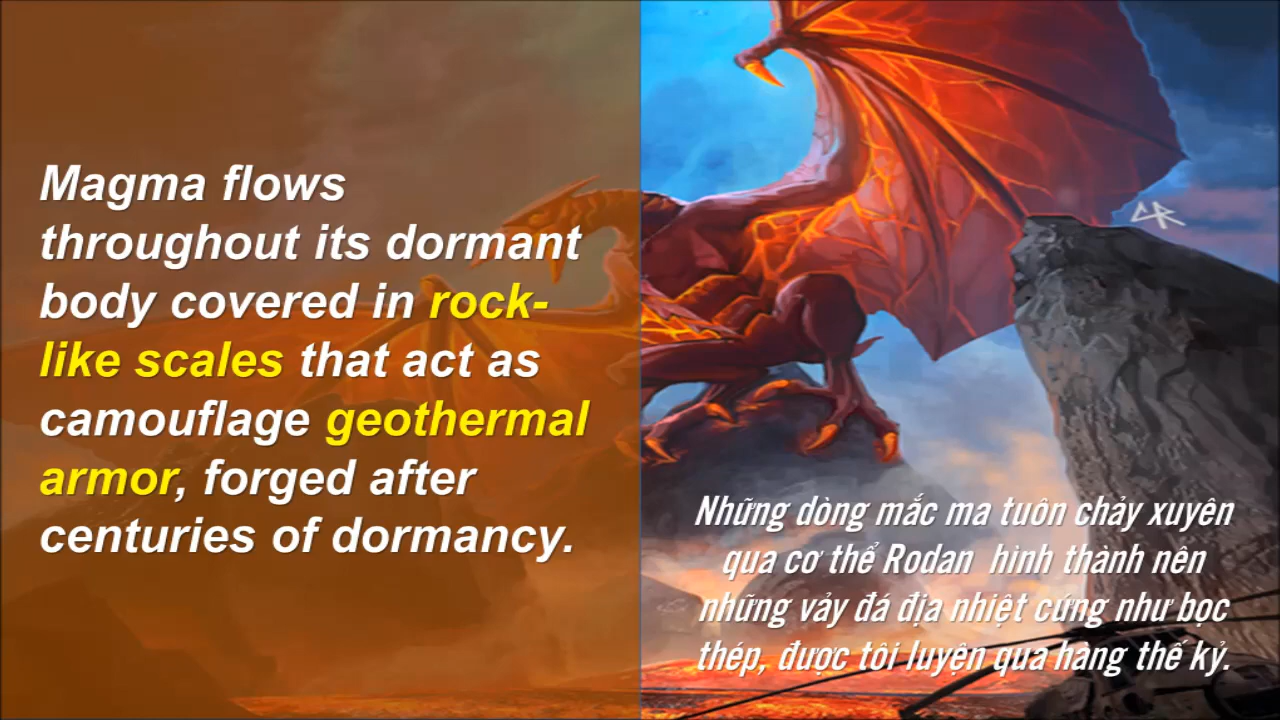 Magma flows
throughout its dormant
body covered in rock-
like scales that act as
camouflage geothermal
armor, forged after
centuries of dormancy.
Những dòng mắc ma tuôn chảy xuyên
qua cơ thể Rodan hình thành nên
những vảy đá địa nhiệt cứng như bọc
thép, được tôi luyện qua hàng thế kỷ.